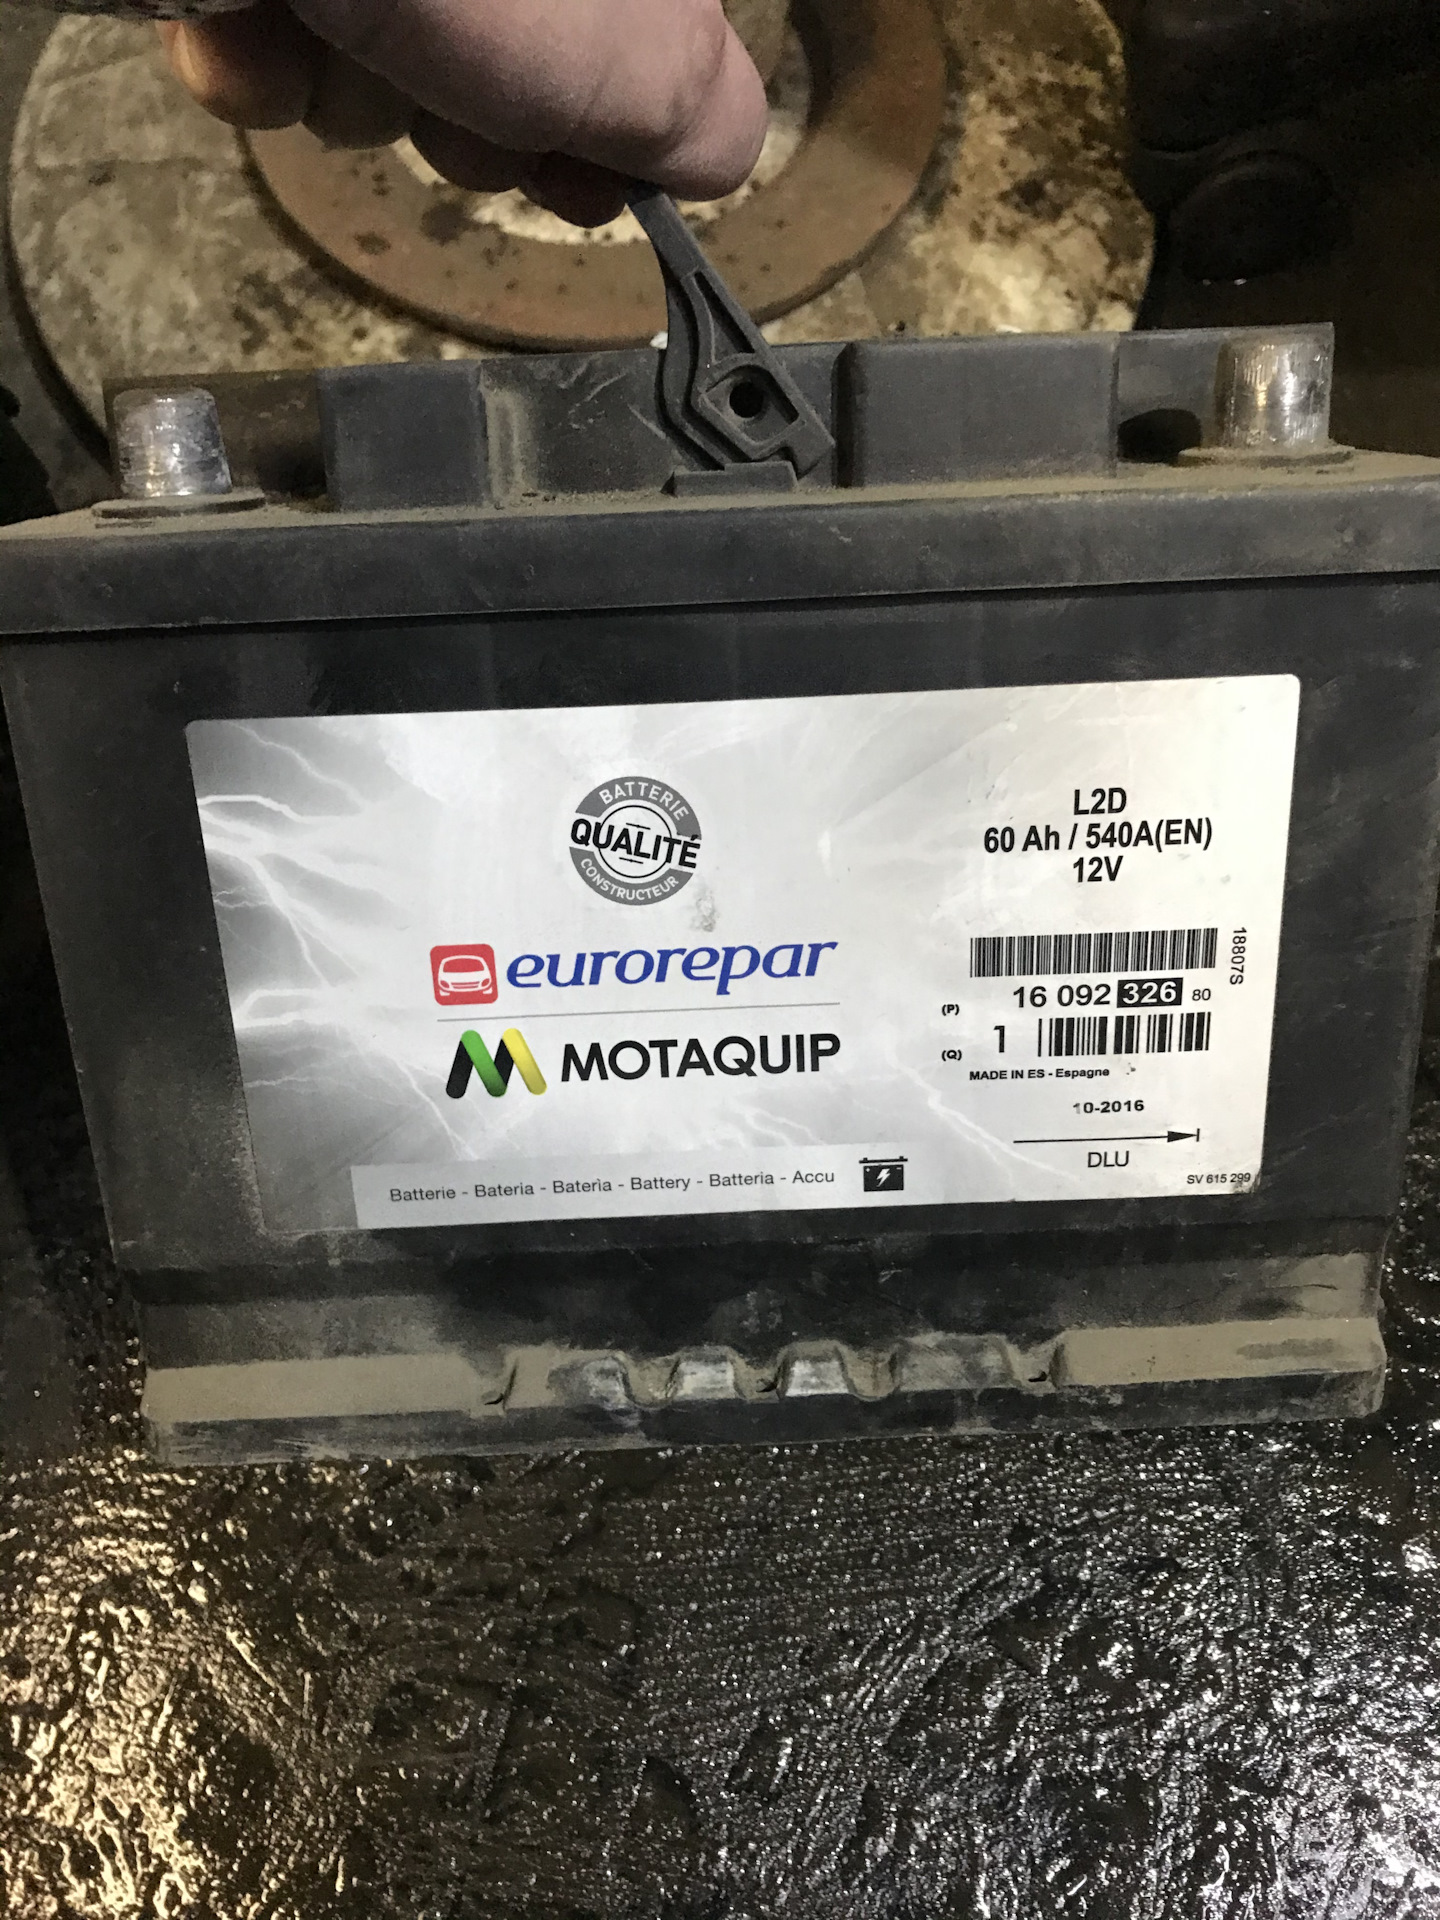 BATTERIE
QUALITÉ
CONSTRUCTEUR
eurorepar
MOTAQUIP
Batterie - Bateria - Baterìa - Battery - Batteria - Accu
L2D
60 Ah / 540A(EN)
12V
18807S
(P) 16 092 326 80
(Q) 1
MADE IN ES - Espagne
10-2016
DLU
SV 615 299